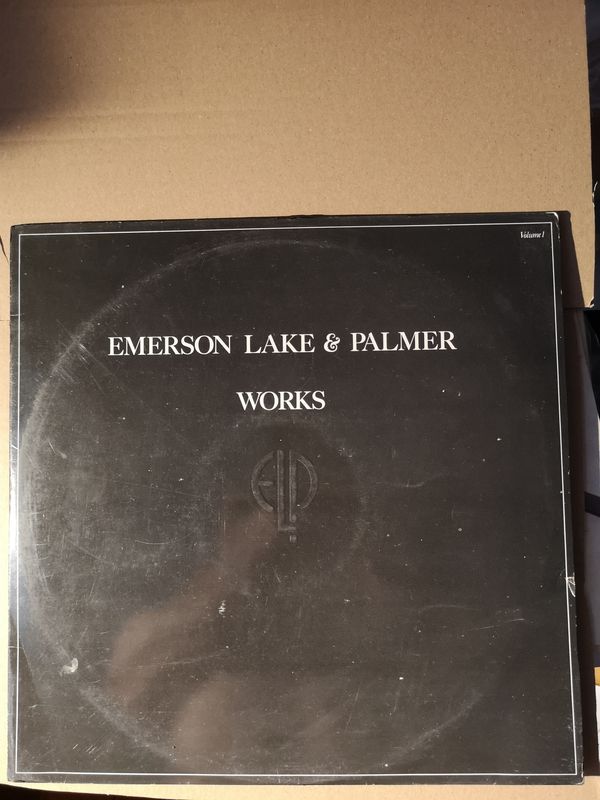 Volume 1
EMERSON LAKE & PALMER
WORKS
ELP